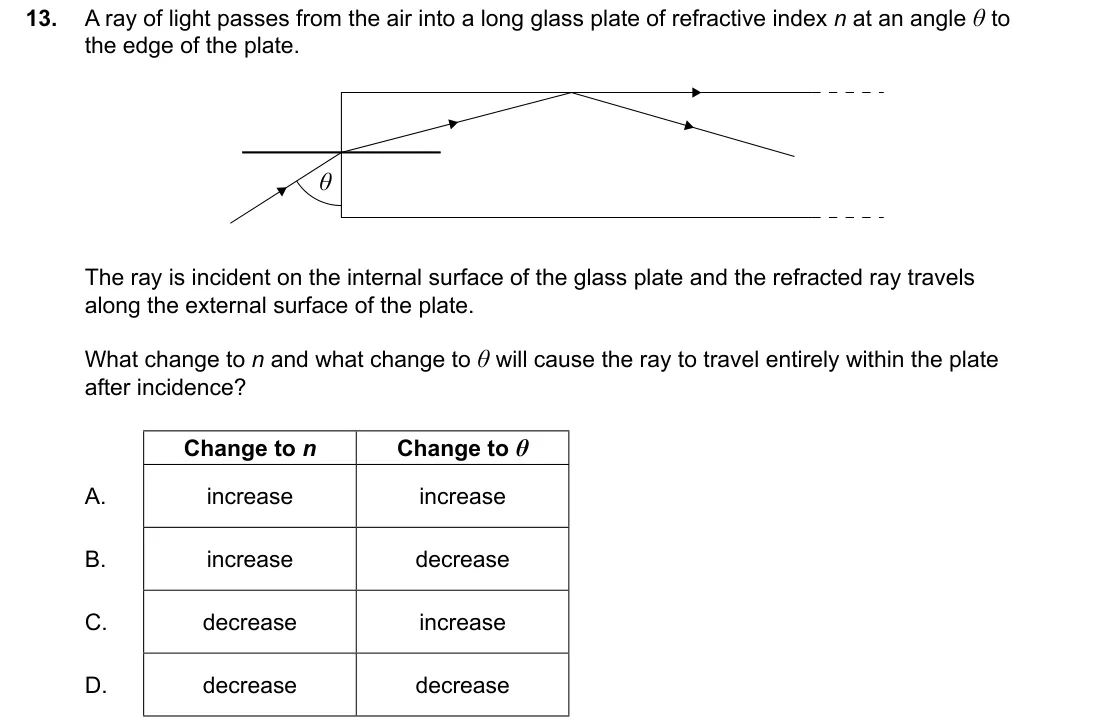 13. A ray of light passes from the air into a long glass plate of refractive index n at an angle θ to
the edge of the plate.
θ
The ray is incident on the internal surface of the glass plate and the refracted ray travels
along the external surface of the plate.
What change to n and what change to θ will cause the ray to travel entirely within the plate
after incidence?
Change to n Change to θ
A. increase increase
B. increase decrease
C. decrease increase
D. decrease decrease